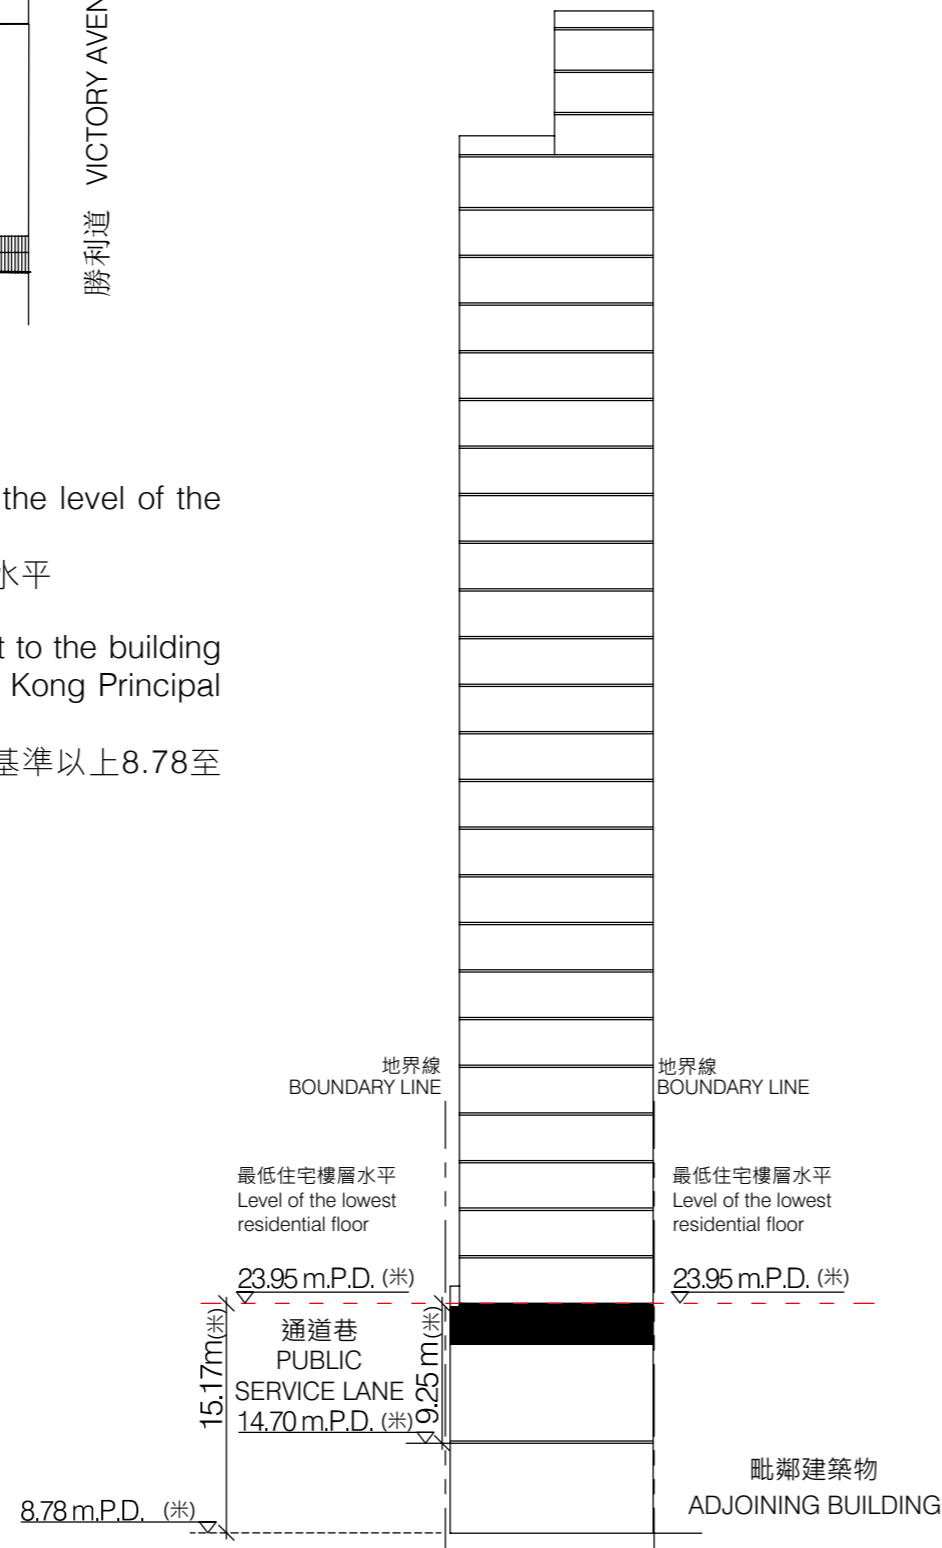 勝利道 VICTORY AVEN
the level of the
水平
t to the building
Kong Principal
基準以上8.78至
地界線
BOUNDARY LINE
地界線
BOUNDARY LINE
最低住宅樓層水平
Level of the lowest
residential floor
23.95 m.P.D. (米)
最低住宅樓層水平
Level of the lowest
residential floor
23.95 m.P.D. (米)
15.17m(米)
通道巷
PUBLIC
SERVICE LANE
14.70 m.P.D. (米)
9.25 m(米)
8.78 m.P.D. (米)
毗鄰建築物
ADJOINING BUILDING